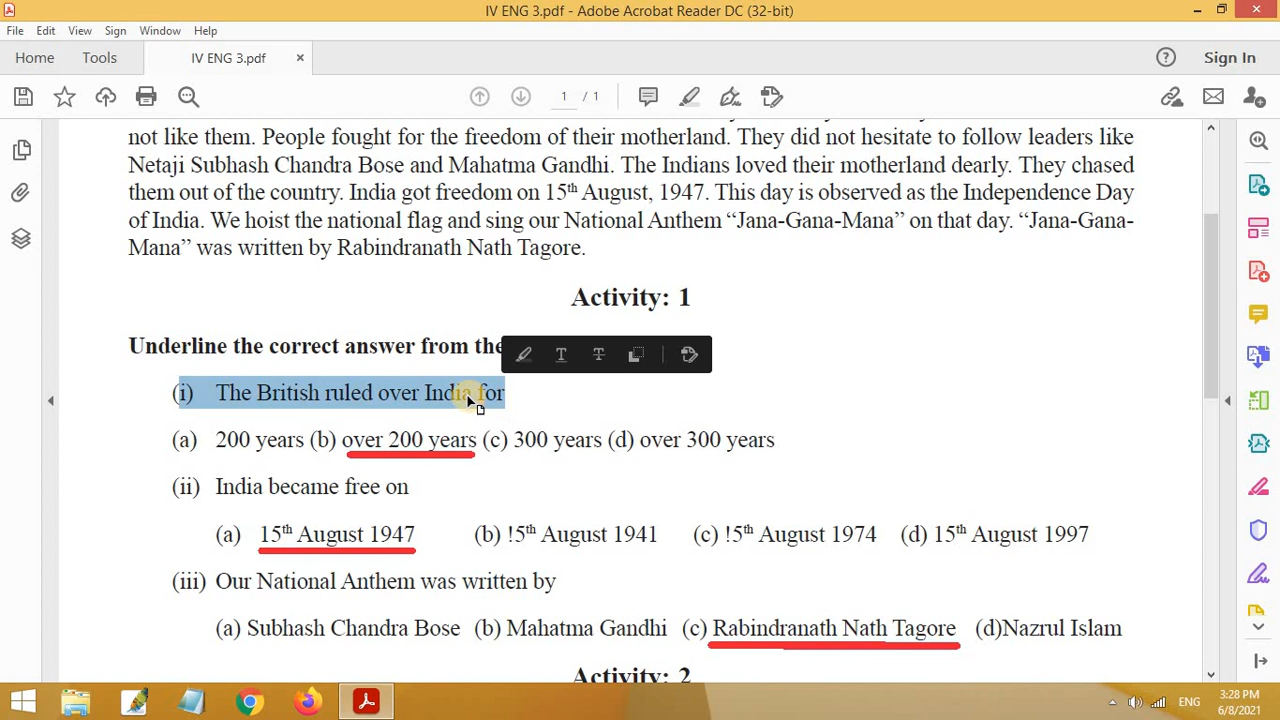 IV ENG 3.pdf - Adobe Acrobat Reader DC (32-bit)
File Edit View Sign Window Help
Home Tools IV ENG 3.pdf × Sign In
1 / 1
not like them. People fought for the freedom of their motherland. They did not hesitate to follow leaders like
Netaji Subhash Chandra Bose and Mahatma Gandhi. The Indians loved their motherland dearly. They chased
them out of the country. India got freedom on 15th August, 1947. This day is observed as the Independence Day
of India. We hoist the national flag and sing our National Anthem “Jana-Gana-Mana” on that day. “Jana-Gana-
Mana” was written by Rabindranath Nath Tagore.
Activity: 1
Underline the correct answer from the
(i) The British ruled over India for
(a) 200 years (b) over 200 years (c) 300 years (d) over 300 years
(ii) India became free on
(a) 15th August 1947 (b) !5th August 1941 (c) !5th August 1974 (d) 15th August 1997
(iii) Our National Anthem was written by
(a) Subhash Chandra Bose (b) Mahatma Gandhi (c) Rabindranath Nath Tagore (d)Nazrul Islam
Activity: 2
ENG
3:28 PM
6/8/2021